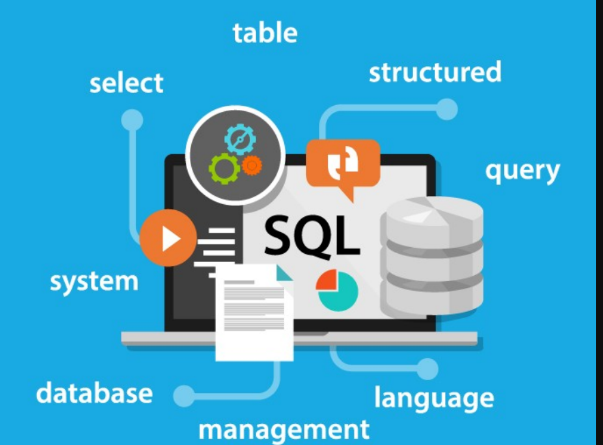 table
select
structured
query
SQL
system
database
language
management